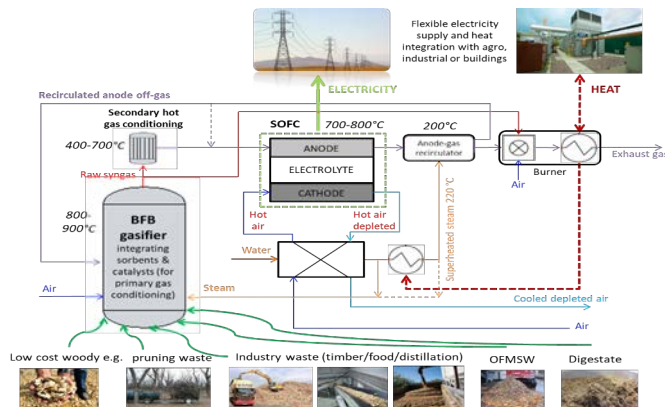 Flexible electricity
supply and heat
integration with agro,
industrial or buildings
ELECTRICITY
HEAT
Recirculated anode off-gas
Secondary hot
gas conditioning
400-700°C
SOFC
700-800°C
200°C
ANODE
ELECTROLYTE
CATHODE
Anode-gas
recirculator
Burner
Exhaust gas
Air
Raw syngas
800-
900°C
BFB
gasifier
integrating
sorbents &
catalysts (for
primary gas
conditioning)
Hot
air
Hot air
depleted
Superheated steam 220 °C
Water
Steam
Air
Cooled depleted air
Air
Low cost woody e.g.
pruning waste
Industry waste (timber/food/distillation)
OFMSW
Digestate